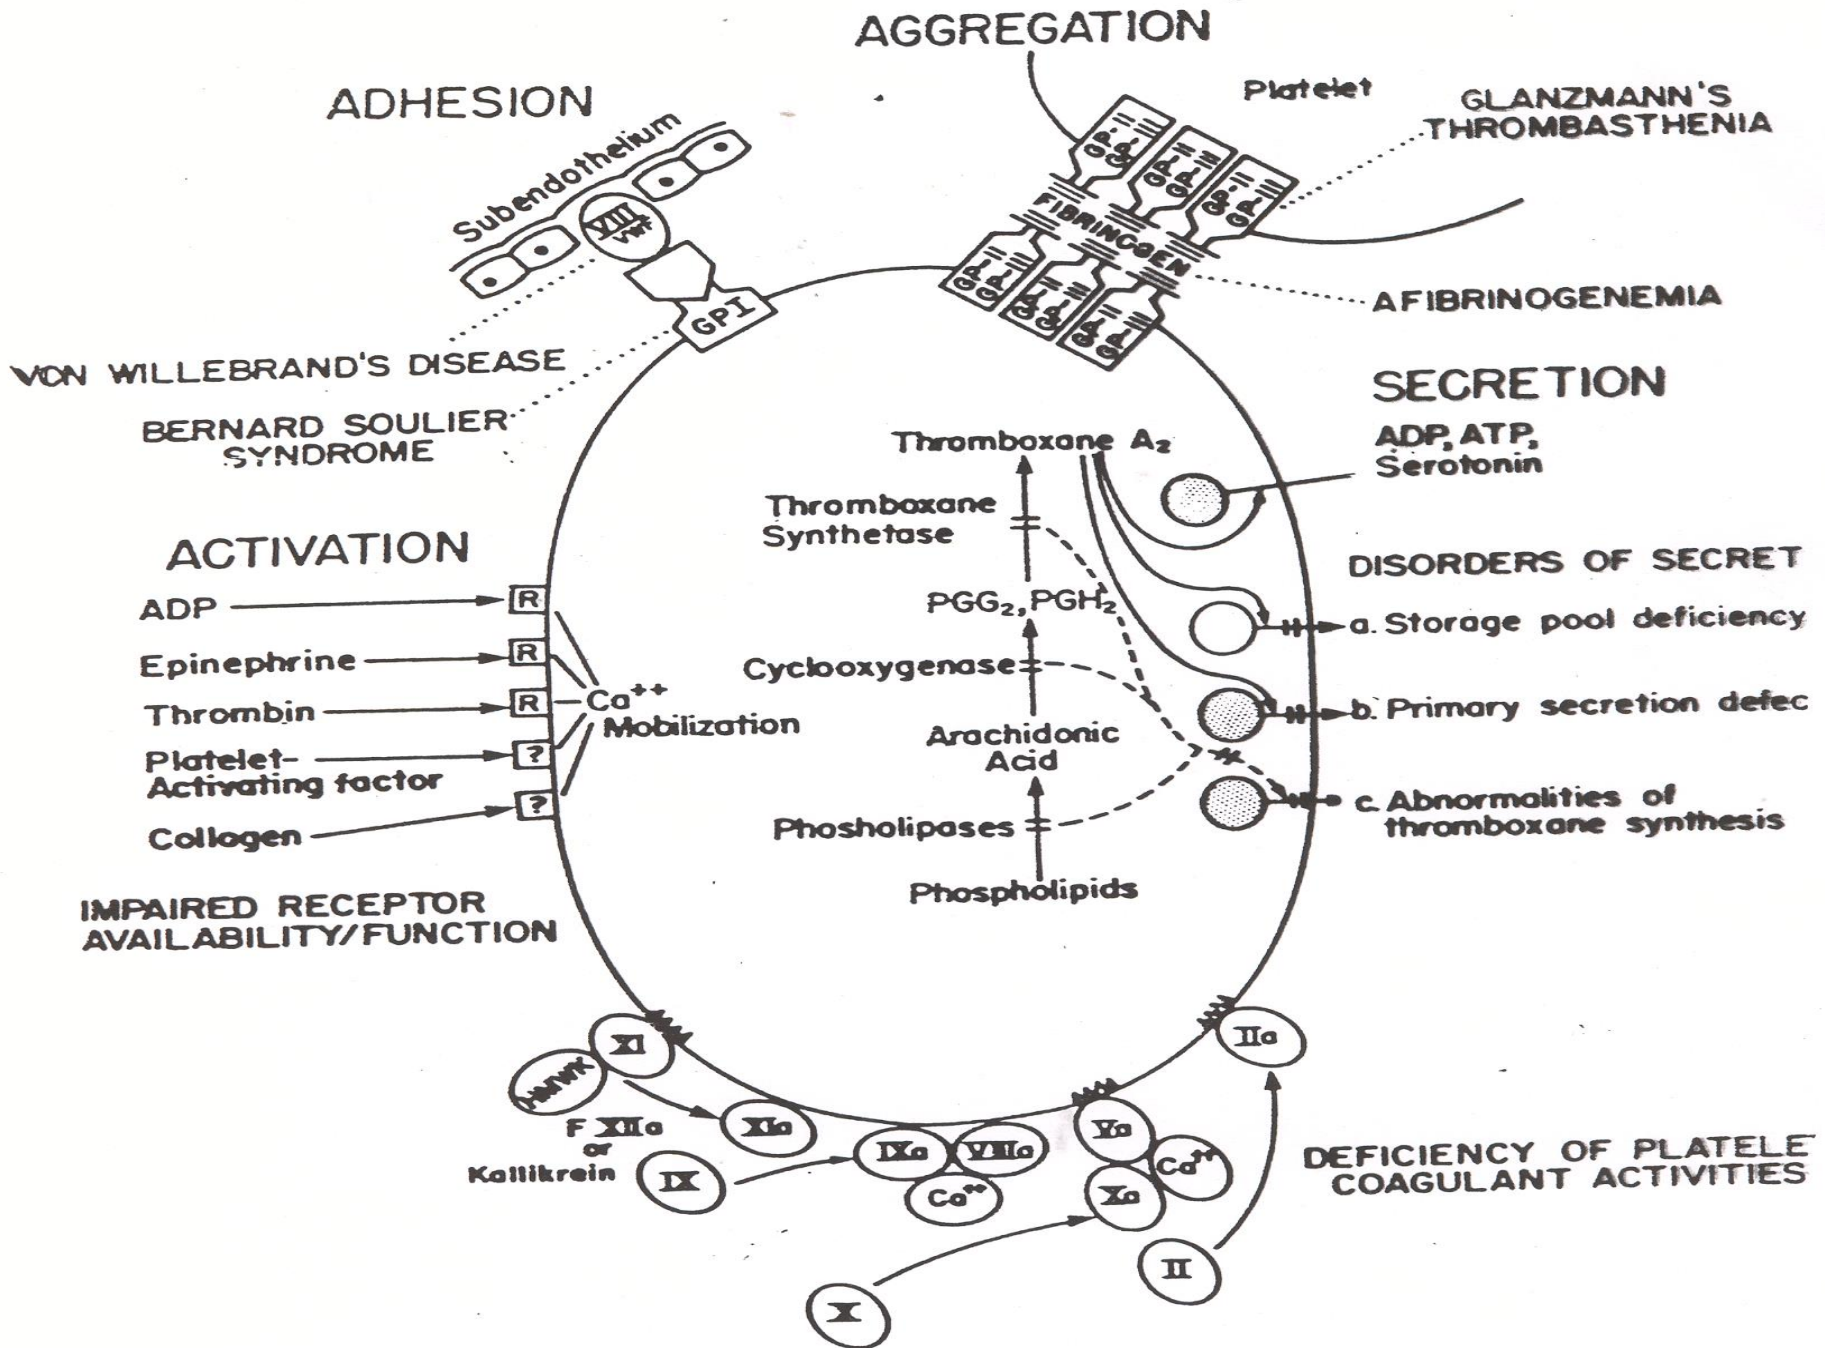 AGGREGATION
ADHESION
Platelet
GLANZMANN'S
THROMBASTHENIA
Subendothelium
VIII
vWF
GPI
FIBRINOGEN
AFIBRINOGENEMIA
VON WILLEBRAND'S DISEASE
BERNARD SOULIER
SYNDROME
SECRETION
ADP, ATP,
Serotonin
Thromboxane A₂
Thromboxane
Synthetase
PGG₂, PGH₂
Cyclooxygenase
Arachidonic
Acid
Phosholipases
Phospholipids
DISORDERS OF SECRET
a. Storage pool deficiency
b. Primary secretion defec
c. Abnormalities of
thromboxane synthesis
ACTIVATION
ADP
R
Epinephrine
R
Thrombin
R
Ca⁺⁺
Mobilization
Platelet-
Activating factor
?
Collagen
?
IMPAIRED RECEPTOR
AVAILABILITY/FUNCTION
XI
HMWK
F XIIa
or
Kallikrein
XIa
IX
IXa
VIIIa
Ca⁺⁺
Va
Ca⁺⁺
Xa
X
II
IIa
DEFICIENCY OF PLATELE
COAGULANT ACTIVITIES